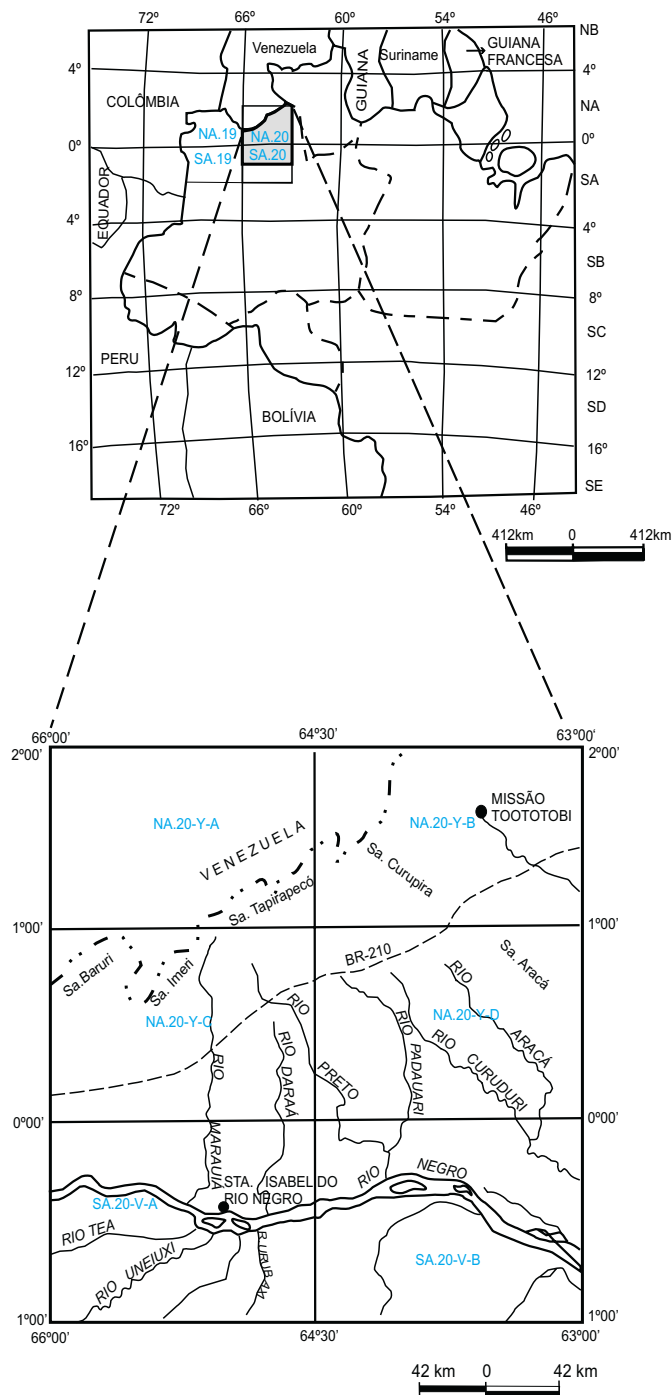 72º 66º 60º 54º 46º
NB
Venezuela
Suriname
GUIANA
FRANCESA
4º 4º
GUIANA
COLÔMBIA
NA
NA.19 NA.20
0º 0º
SA.19 SA.20
SA
EQUADOR
4º 4º
SB
8º 8º
SC
PERU
12º 12º
SD
BOLÍVIA
16º 16º
SE
72º 66º 60º 54º 46º
412km 0 412km
66º00' 64º30' 63º00'
2º00' 2º00'
MISSÃO
TOOTOTOBI
NA.20-Y-A NA.20-Y-B
VENEZUELA
Sa. Curupira
Sa. Tapirapecó
1º00' 1º00'
BR-210
Sa. Aracá
Sa.Baruri
Sa. Imeri
NA.20-Y-C NA.20-Y-D
RIO MARAUIA
RIO DARAÁ
RIO PRETO
RIO PADAUARI
RIO CURUDURI
RIO ARACÁ
0º00' 0º00'
STA. ISABEL DO
RIO NEGRO
RIO NEGRO
SA.20-V-A
RIO TEA
RIO UNEIUXI
SA.20-V-B
1º00' 1º00'
66º00' 64º30' 63º00'
42 km 0 42 km